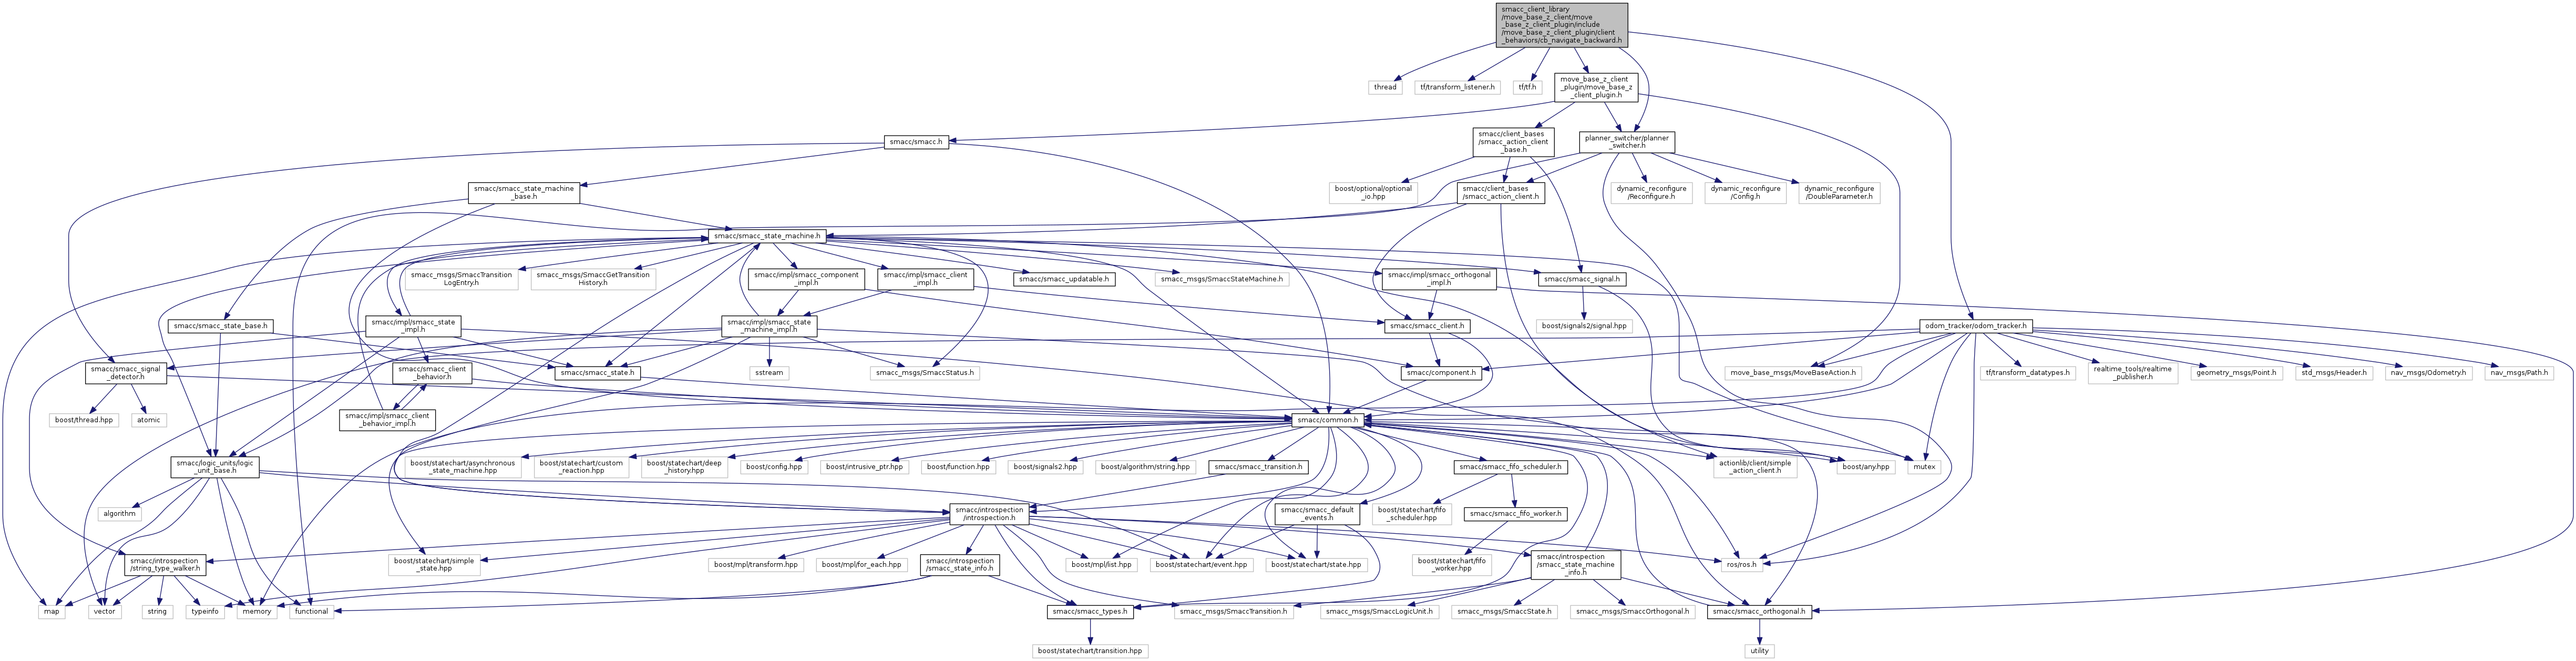 smacc_client_library
/move_base_z_client/move
_base_z_client_plugin/include
/move_base_z_client_plugin/client
_behaviors/cb_navigate_backward.h
thread
tf/transform_listener.h
tf/tf.h
move_base_z_client
_plugin/move_base_z
_client_plugin.h
smacc/smacc.h
smacc/client_bases
/smacc_action_client
_base.h
planner_switcher/planner
_switcher.h
smacc/smacc_state_machine
_base.h
boost/optional/optional
_io.hpp
smacc/client_bases
/smacc_action_client.h
dynamic_reconfigure
/Reconfigure.h
dynamic_reconfigure
/Config.h
dynamic_reconfigure
/DoubleParameter.h
smacc/smacc_state_machine.h
smacc_msgs/SmaccTransition
LogEntry.h
smacc_msgs/SmaccGetTransition
History.h
smacc/impl/smacc_component
_impl.h
smacc/impl/smacc_client
_impl.h
smacc/smacc_updatable.h
smacc_msgs/SmaccStateMachine.h
smacc/impl/smacc_orthogonal
_impl.h
smacc/smacc_signal.h
smacc/smacc_state_base.h
smacc/impl/smacc_state
_impl.h
smacc/impl/smacc_state
_machine_impl.h
smacc/smacc_client.h
boost/signals2/signal.hpp
odom_tracker/odom_tracker.h
smacc/smacc_signal
_detector.h
smacc/smacc_client
_behavior.h
smacc/smacc_state.h
sstream
smacc_msgs/SmaccStatus.h
smacc/component.h
move_base_msgs/MoveBaseAction.h
tf/transform_datatypes.h
realtime_tools/realtime
_publisher.h
geometry_msgs/Point.h
std_msgs/Header.h
nav_msgs/Odometry.h
nav_msgs/Path.h
boost/thread.hpp
atomic
smacc/impl/smacc_client
_behavior_impl.h
smacc/common.h
smacc/logic_units/logic
_unit_base.h
boost/statechart/asynchronous
_state_machine.hpp
boost/statechart/custom
_reaction.hpp
boost/statechart/deep
_history.hpp
boost/config.hpp
boost/intrusive_ptr.hpp
boost/function.hpp
boost/signals2.hpp
boost/algorithm/string.hpp
smacc/smacc_transition.h
smacc/smacc_fifo_scheduler.h
actionlib/client/simple
_action_client.h
boost/any.hpp
mutex
algorithm
smacc/introspection
/introspection.h
smacc/smacc_default
_events.h
boost/statechart/fifo
_scheduler.hpp
smacc/smacc_fifo_worker.h
smacc/introspection
/string_type_walker.h
boost/statechart/simple
_state.hpp
boost/mpl/transform.hpp
boost/mpl/for_each.hpp
smacc/introspection
/smacc_state_info.h
boost/mpl/list.hpp
boost/statechart/event.hpp
boost/statechart/state.hpp
boost/statechart/fifo
_worker.hpp
smacc/introspection
/smacc_state_machine
_info.h
ros/ros.h
map
vector
string
typeinfo
memory
functional
smacc/smacc_types.h
smacc_msgs/SmaccTransition.h
smacc_msgs/SmaccLogicUnit.h
smacc_msgs/SmaccState.h
smacc_msgs/SmaccOrthogonal.h
smacc/smacc_orthogonal.h
boost/statechart/transition.hpp
utility